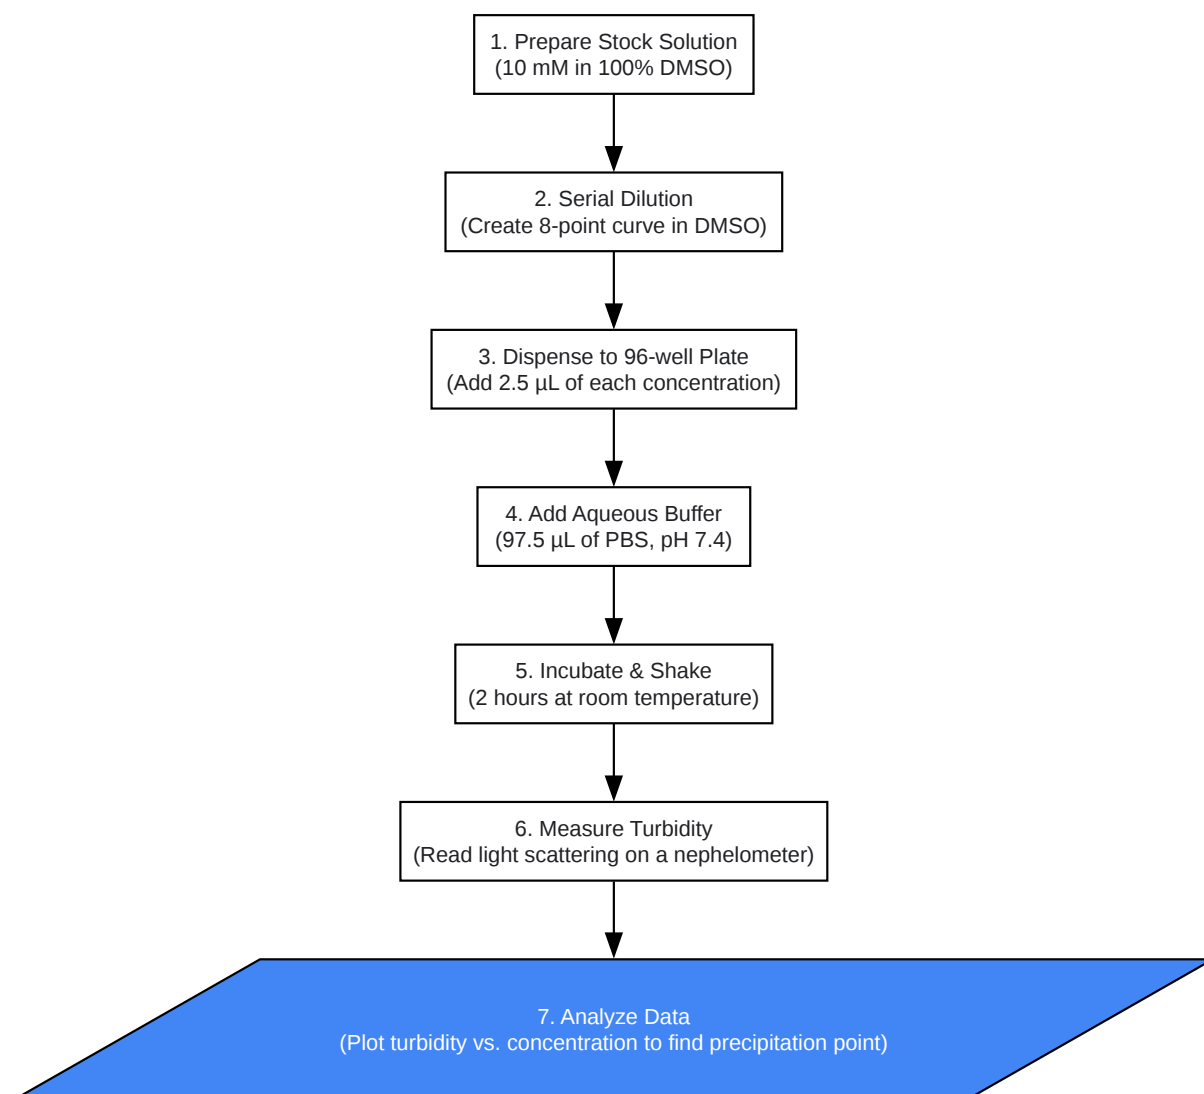 1. Prepare Stock Solution
(10 mM in 100% DMSO)
2. Serial Dilution
(Create 8-point curve in DMSO)
3. Dispense to 96-well Plate
(Add 2.5 µL of each concentration)
4. Add Aqueous Buffer
(97.5 µL of PBS, pH 7.4)
5. Incubate & Shake
(2 hours at room temperature)
6. Measure Turbidity
(Read light scattering on a nephelometer)
7. Analyze Data
(Plot turbidity vs. concentration to find precipitation point)